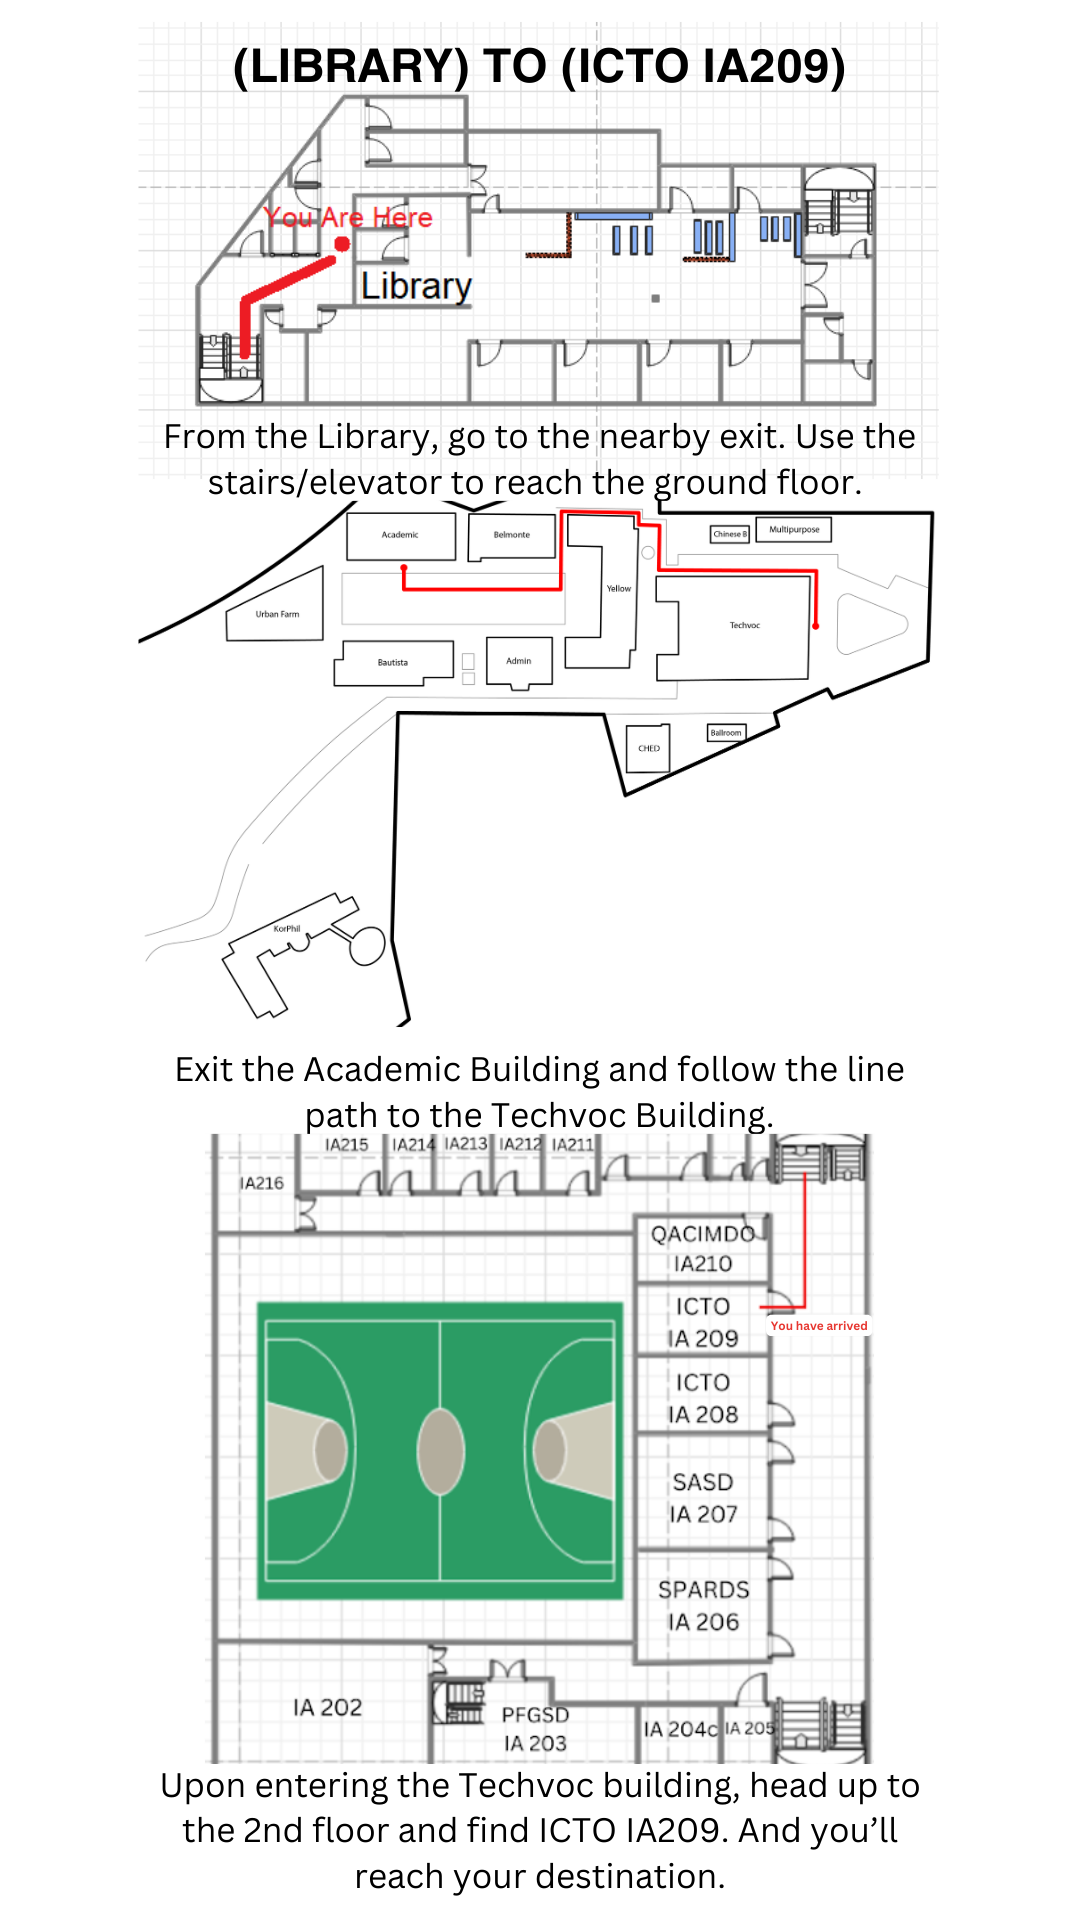 (LIBRARY) TO (ICTO IA209)
You Are Here
Library
From the Library, go to the nearby exit. Use the
stairs/elevator to reach the ground floor.
Academic
Belmonte
Chinese B
Multipurpose
Yellow
Urban Farm
Techvoc
Bautista
Admin
CHED
Ballroom
KorPhil
Exit the Academic Building and follow the line
path to the Techvoc Building.
IA215
IA214
IA213
IA212
IA211
IA216
QACIMDO
IA210
ICTO
IA 209
You have arrived
ICTO
IA 208
SASD
IA 207
SPARDS
IA 206
IA 202
PFGSD
IA 203
IA 204c
IA 205
Upon entering the Techvoc building, head up to
the 2nd floor and find ICTO IA209. And you’ll
reach your destination.